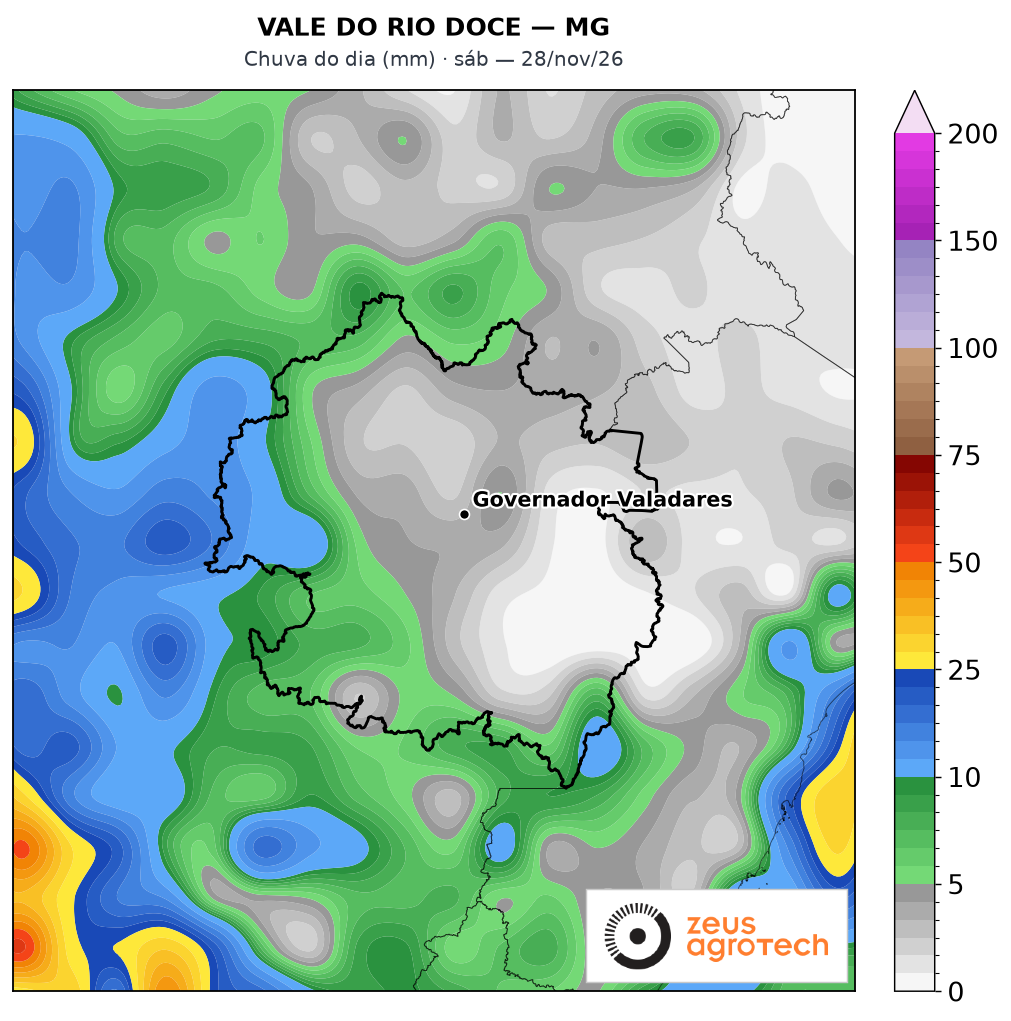 VALE DO RIO DOCE — MG
Chuva do dia (mm) · sáb — 28/nov/26
200
150
100
75
50
25
10
5
0
Governador Valadares
zeus
agrotech